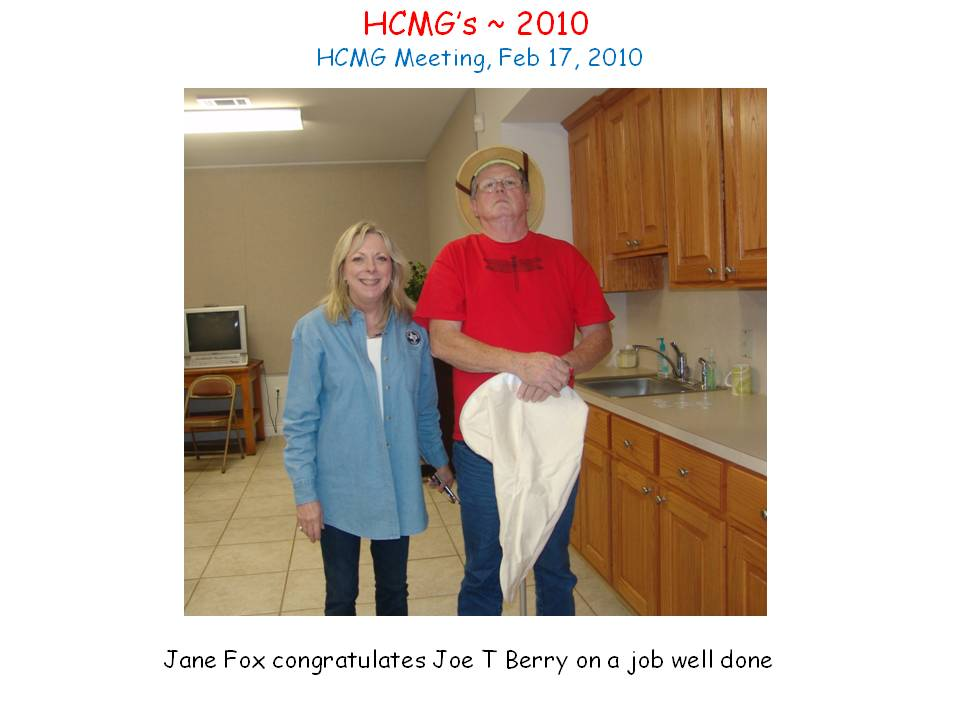 HCMG's ~ 2010
HCMG Meeting, Feb 17, 2010
Jane Fox congratulates Joe T Berry on a job well done